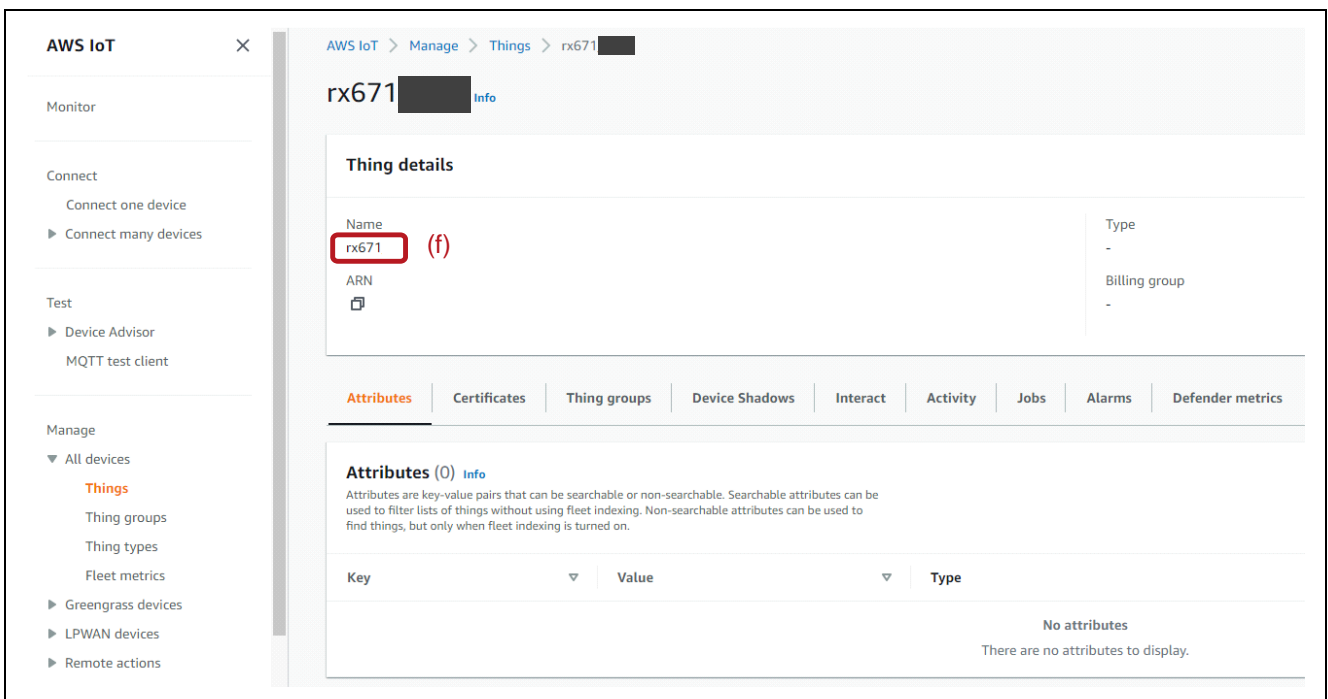 AWS IoT
Monitor
Connect
Connect one device
Connect many devices
Test
Device Advisor
MQTT test client
Manage
All devices
Things
Thing groups
Thing types
Fleet metrics
Greengrass devices
LPWAN devices
Remote actions
AWS IoT > Manage > Things > rx671
rx671 Info
Thing details
Name
rx671 (f)
ARN
Type
-
Billing group
-
Attributes Certificates Thing groups Device Shadows Interact Activity Jobs Alarms Defender metrics
Attributes (0) Info
Attributes are key-value pairs that can be searchable or non-searchable. Searchable attributes can be
used to filter lists of things without using fleet indexing. Non-searchable attributes can be used to
find things, but only when fleet indexing is turned on.
Key Value Type
No attributes
There are no attributes to display.